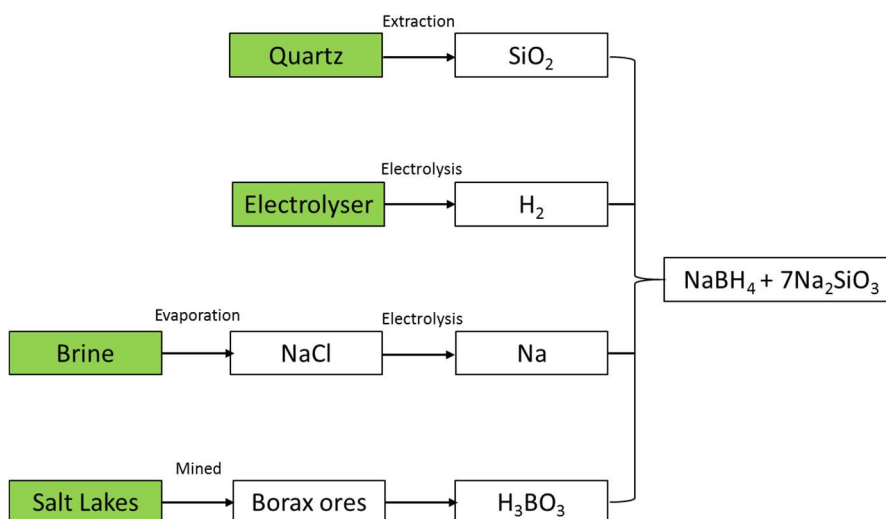 Extraction
Quartz SiO₂
Electrolysis
Electrolyser H₂
NaBH₄ + 7Na₂SiO₃
Evaporation Electrolysis
Brine NaCl Na
Mined
Salt Lakes Borax ores H₃BO₃